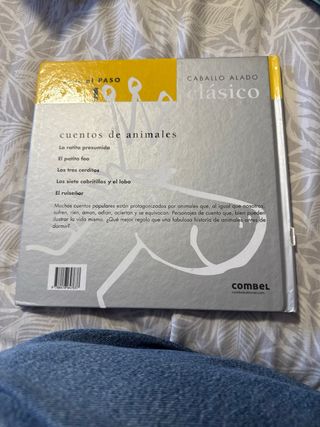 al PASO
CABALLO ALADO
clásico
cuentos de animales
La ratita presumida
El patito feo
Los tres cerditos
Los siete cabritillos y el lobo
El ruiseñor
Muchos cuentos populares están protagonizados por animales que, al igual que nosotros,
sufren, ríen, aman, odian, aciertan y se equivocan. Personajes de cuento que, bien pueden
ilustrar la vida misma. ¿Qué mejor regalo que una fabulosa historia de animales antes de
dormir?
COMBEL